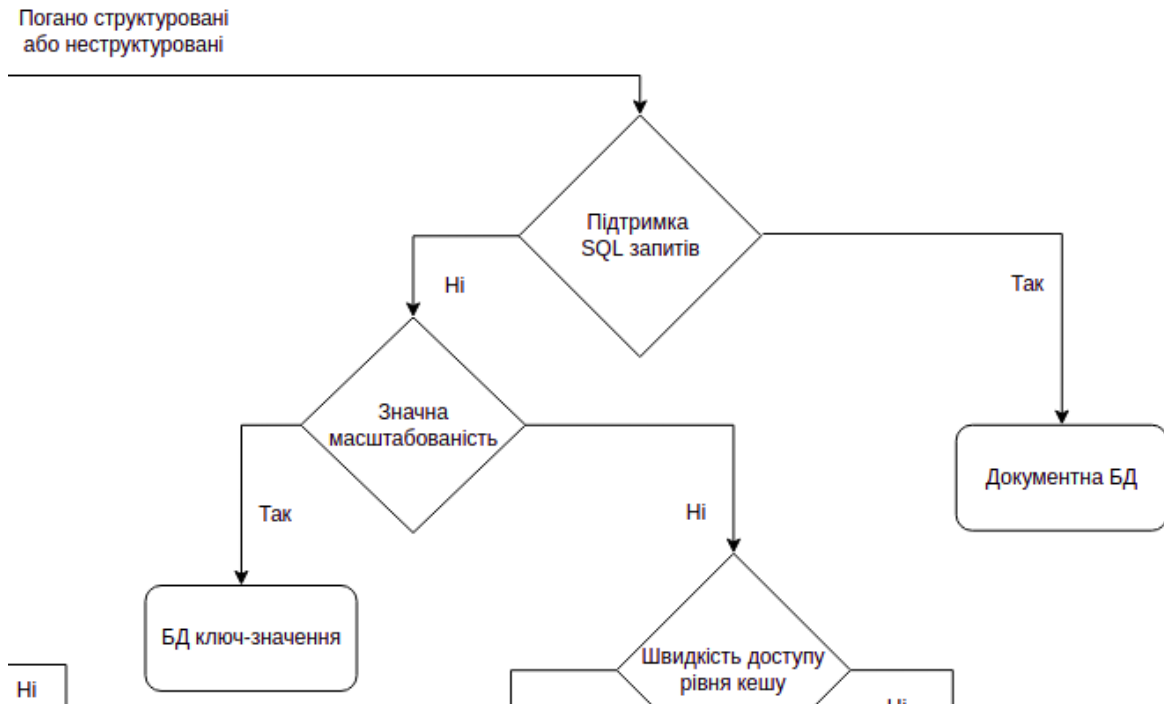 Погано структуровані
або неструктуровані
Підтримка
SQL запитів
Ні
Так
Значна
масштабованість
Документна БД
Так
Ні
БД ключ-значення
Швидкість доступу
рівня кешу
Ні
Ні